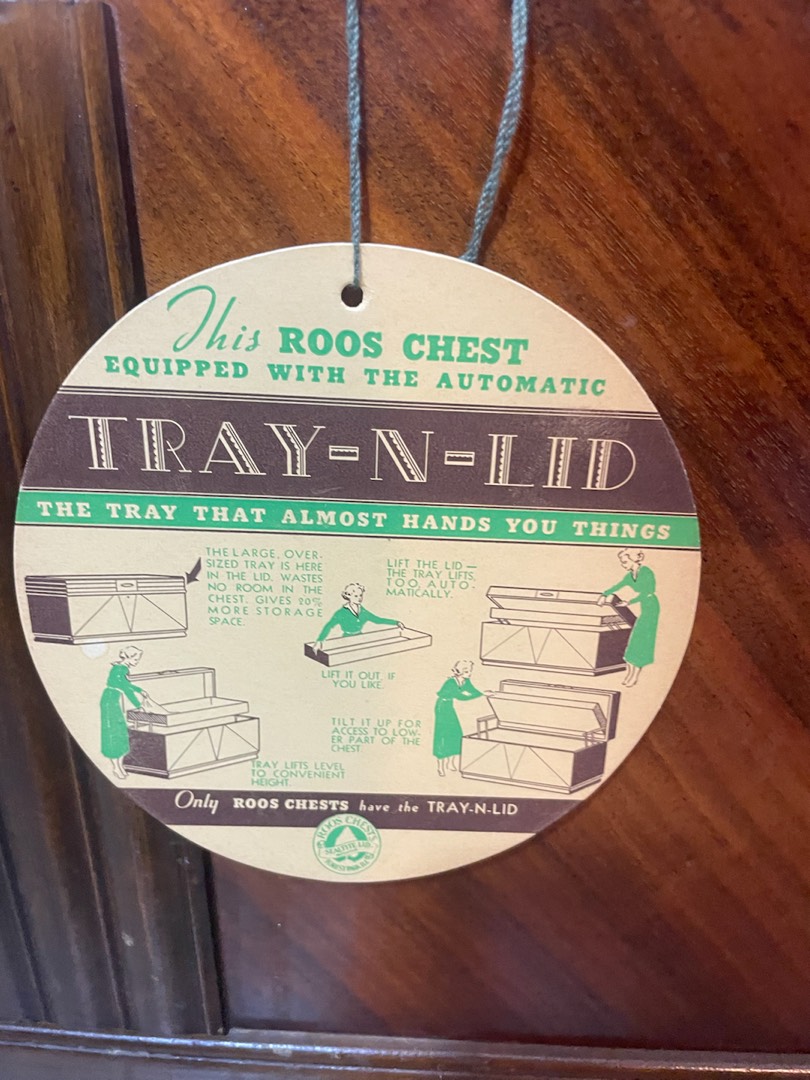 This ROOS CHEST
EQUIPPED WITH THE AUTOMATIC
TRAY-N-LID
THE TRAY THAT ALMOST HANDS YOU THINGS
THE LARGE, OVER-
SIZED TRAY IS HERE
IN THE LID. WASTES
NO ROOM IN THE
CHEST. GIVES 20%
MORE STORAGE
SPACE.
LIFT THE LID—
THE TRAY LIFTS,
TOO, AUTO-
MATICALLY.
LIFT IT OUT, IF
YOU LIKE.
TILT IT UP FOR
ACCESS TO LOW-
ER PART OF THE
CHEST
TRAY LIFTS LEVEL
TO CONVENIENT
HEIGHT.
Only ROOS CHESTS have the TRAY-N-LID
ROOS CHESTS